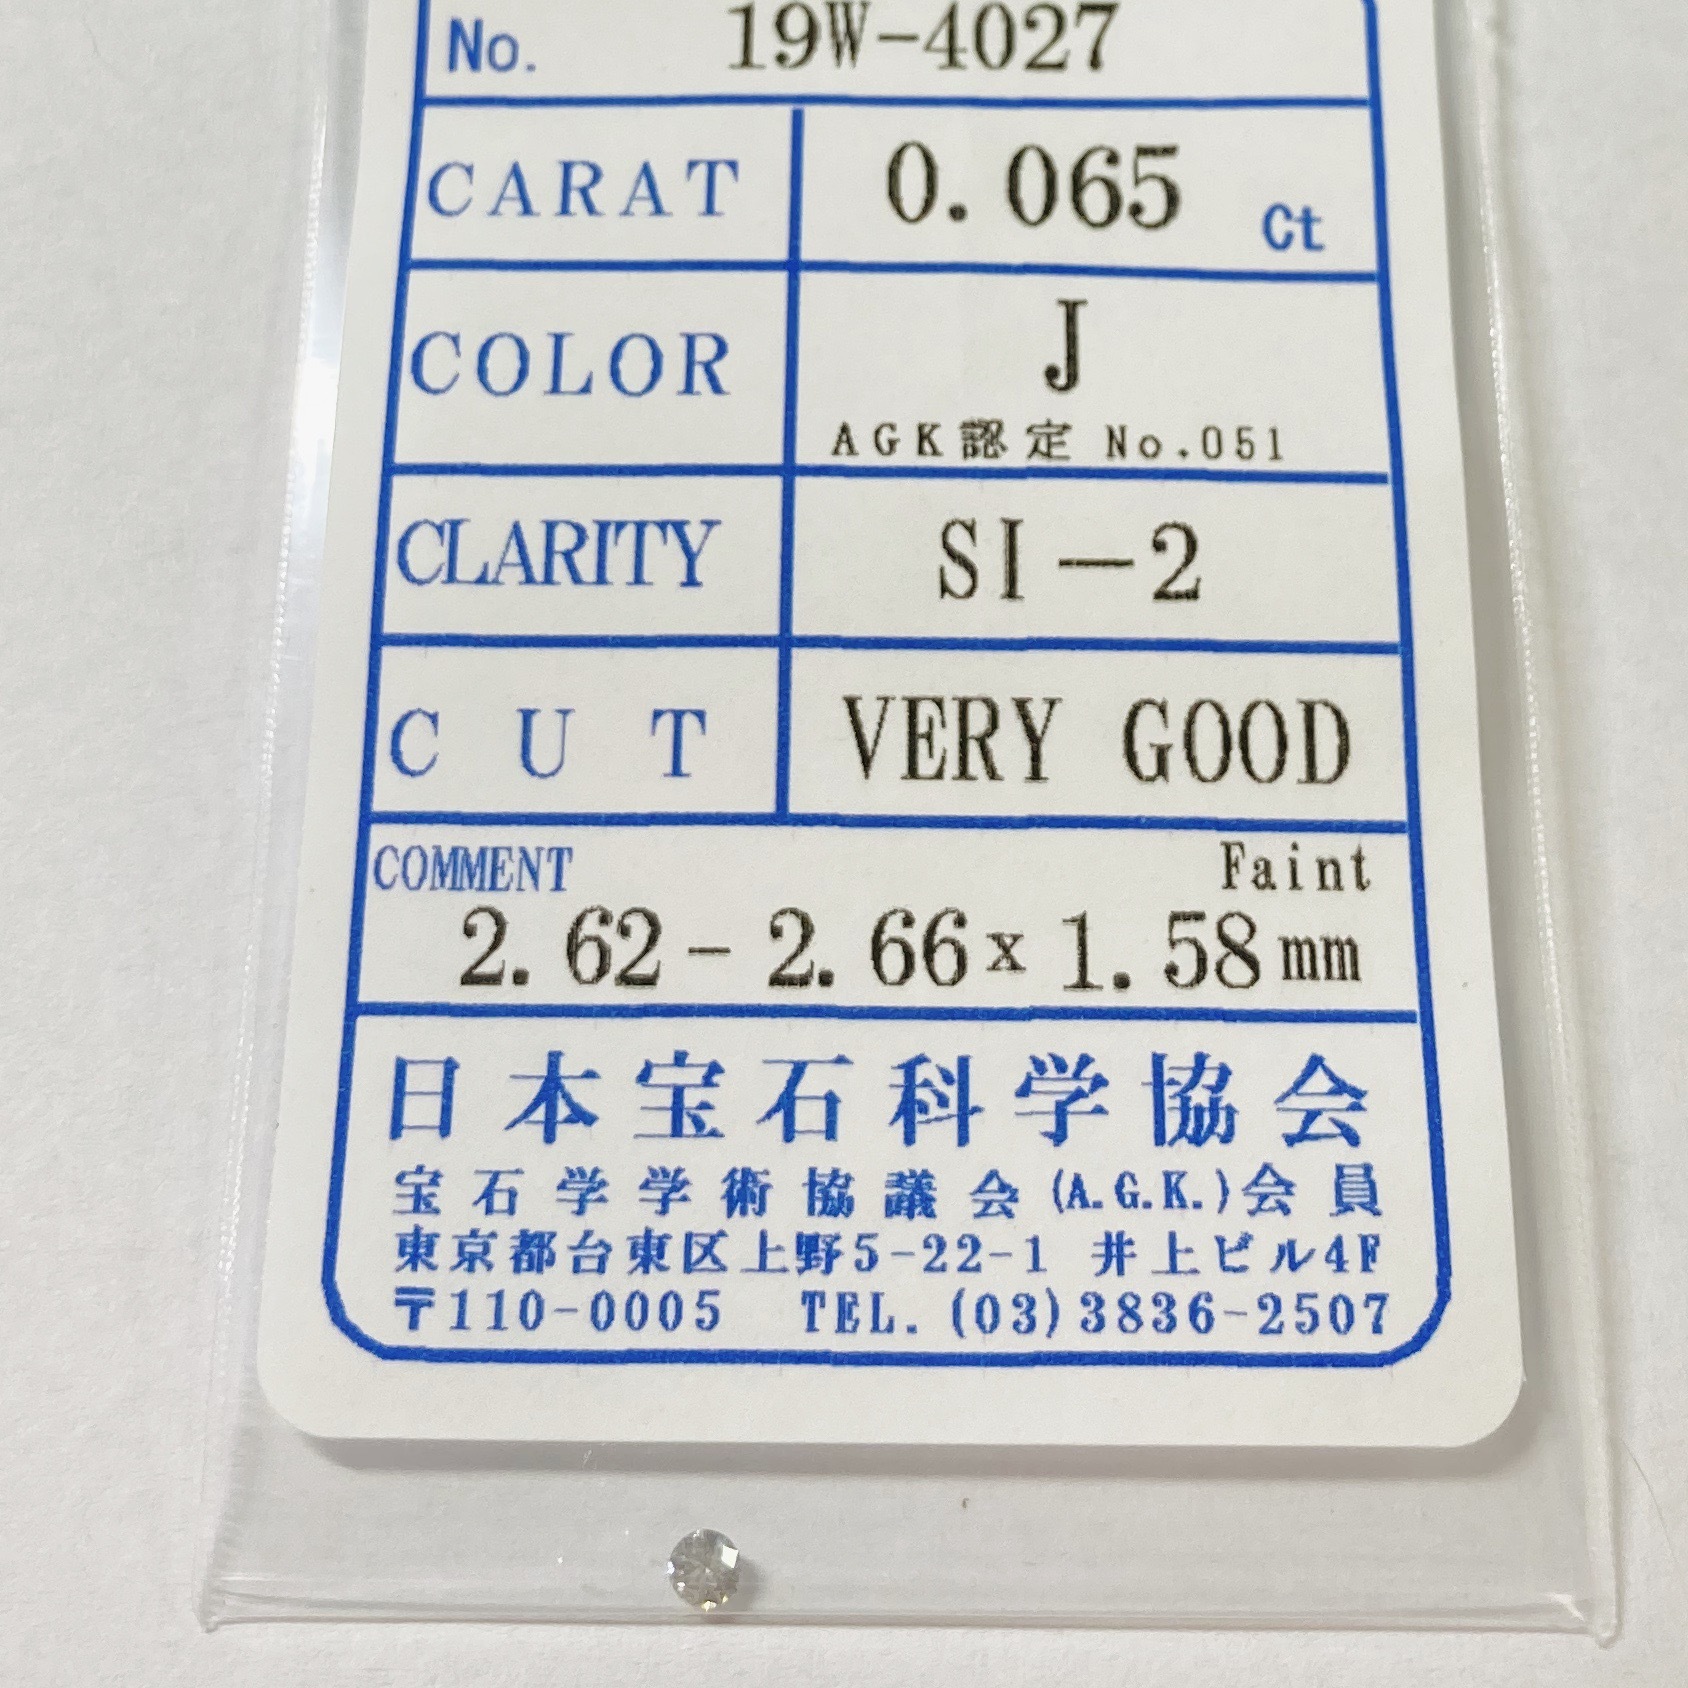 No. 19W-4027
CARAT 0.065 Ct
COLOR J
AGK認定 No.051
CLARITY SI-2
CUT VERY GOOD
COMMENT Faint
2.62-2.66x1.58mm
日本宝石科学協会
宝石学学術協議会(A.G.K.)会員
東京都台東区上野5-22-1 井上ビル4F
〒110-0005 TEL.(03)3836-2507